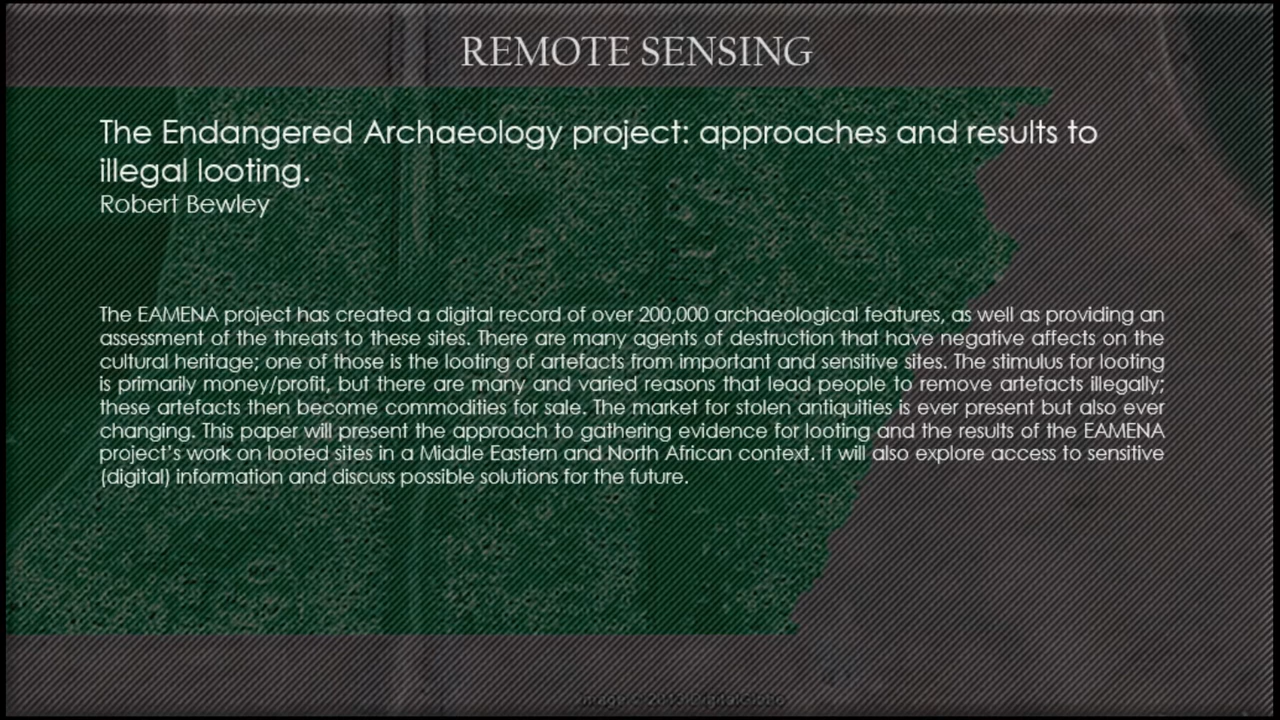 REMOTE SENSING
The Endangered Archaeology project: approaches and results to
illegal looting.
Robert Bewley
The EAMENA project has created a digital record of over 200,000 archaeological features, as well as providing an
assessment of the threats to these sites. There are many agents of destruction that have negative affects on the
cultural heritage; one of those is the looting of artefacts from important and sensitive sites. The stimulus for looting
is primarily money/profit, but there are many and varied reasons that lead people to remove artefacts illegally;
these artefacts then become commodities for sale. The market for stolen antiquities is ever present but also ever
changing. This paper will present the approach to gathering evidence for looting and the results of the EAMENA
project's work on looted sites in a Middle Eastern and North African context. It will also explore access to sensitive
(digital) information and discuss possible solutions for the future.
Image © 2013 DigitalGlobe